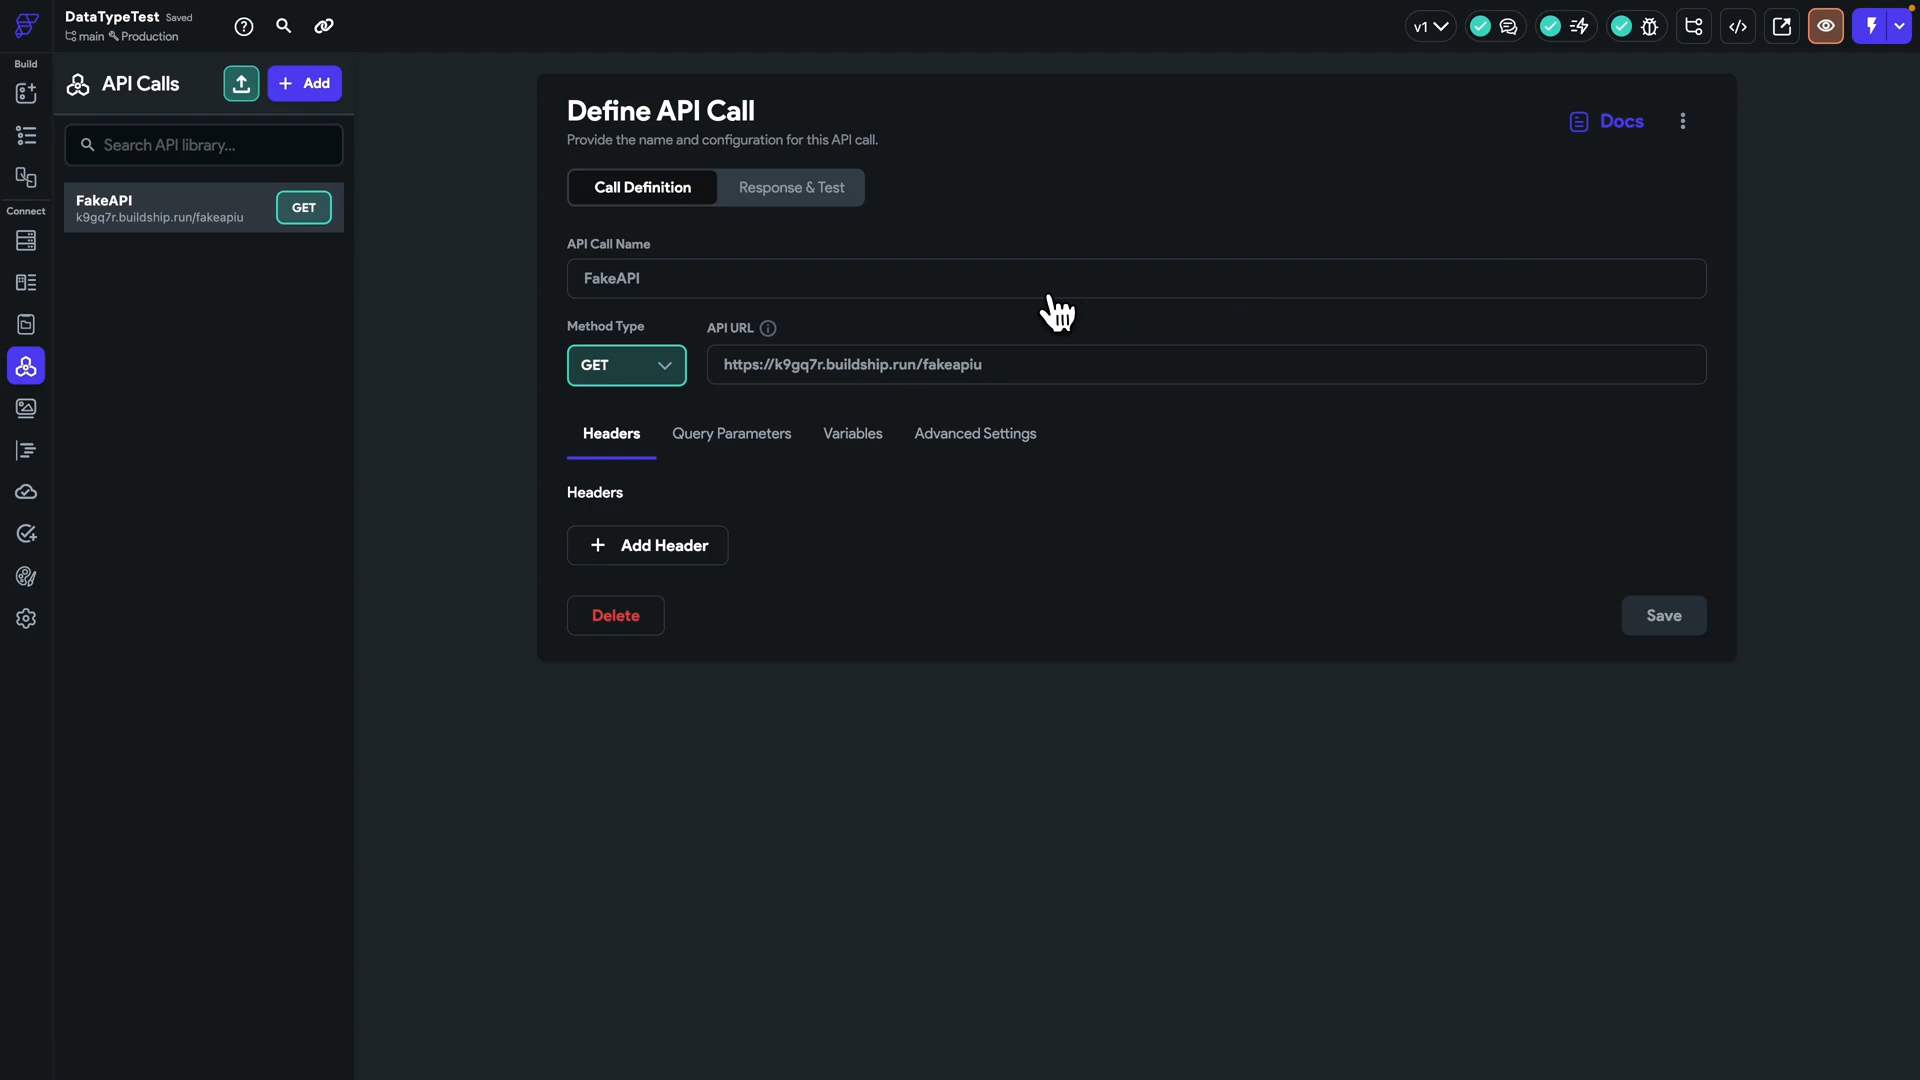 DataTypeTest Saved
main Production
v1
Build
API Calls
+ Add
Define API Call
Provide the name and configuration for this API call.
Docs
Search API library...
Call Definition
Response & Test
FakeAPI
k9gq7r.buildship.run/fakeapiu
GET
Connect
API Call Name
FakeAPI
Method Type
API URL
GET
https://k9gq7r.buildship.run/fakeapiu
Headers
Query Parameters
Variables
Advanced Settings
Headers
+ Add Header
Delete
Save